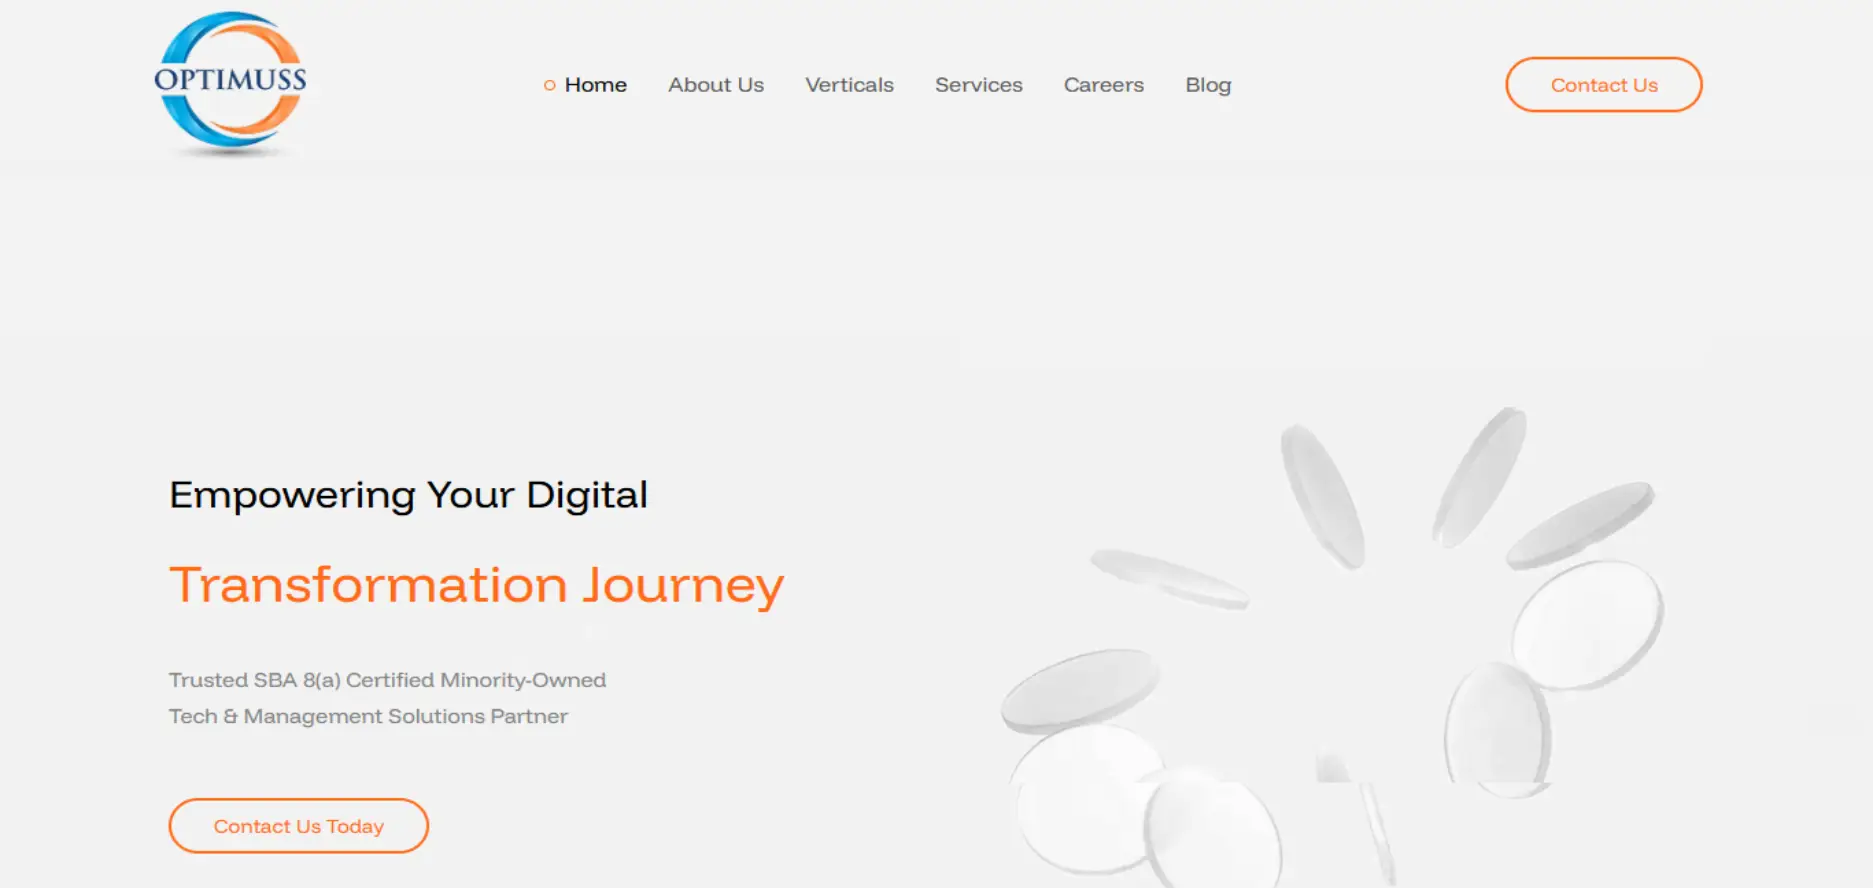 OPTIMUSS
Home About Us Verticals Services Careers Blog
Contact Us
Empowering Your Digital
Transformation Journey
Trusted SBA 8(a) Certified Minority-Owned
Tech & Management Solutions Partner
Contact Us Today